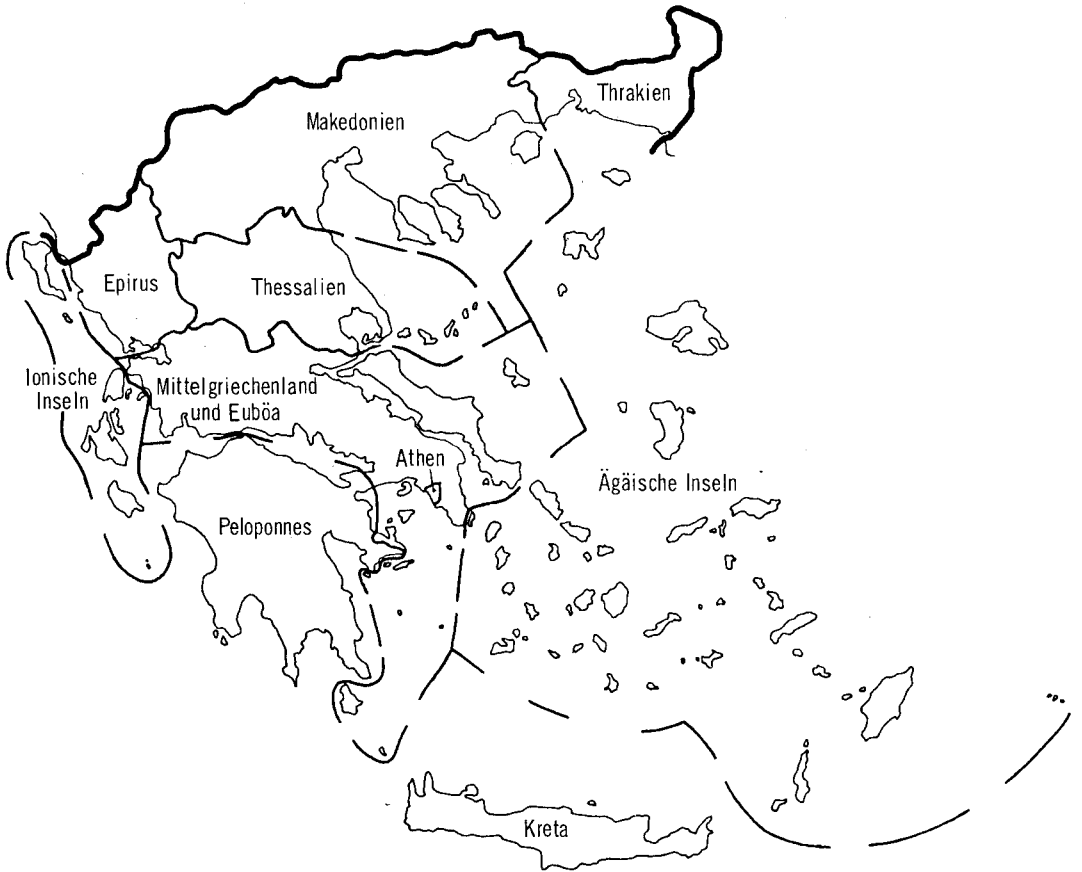 Thrakien
Makedonien
Epirus
Thessalien
Ionische
Inseln
Mittelgriechenland
und Euböa
Athen
Ägäische Inseln
Peloponnes
Kreta